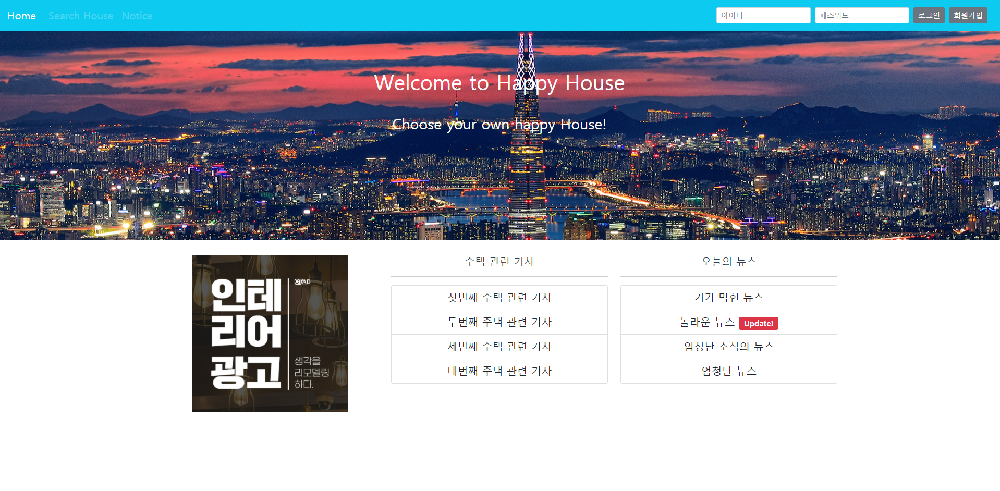 Home Search House Notice 아이디 패스워드 로그인 회원가입
Welcome to Happy House
Choose your own happy House!
인테
리어
광고
CTAD
생각을
리모델링
하다.
주택 관련 기사
첫번째 주택 관련 기사
두번째 주택 관련 기사
세번째 주택 관련 기사
네번째 주택 관련 기사
오늘의 뉴스
기가 막힌 뉴스
놀라운 뉴스 Update!
엄청난 소식의 뉴스
엄청난 뉴스